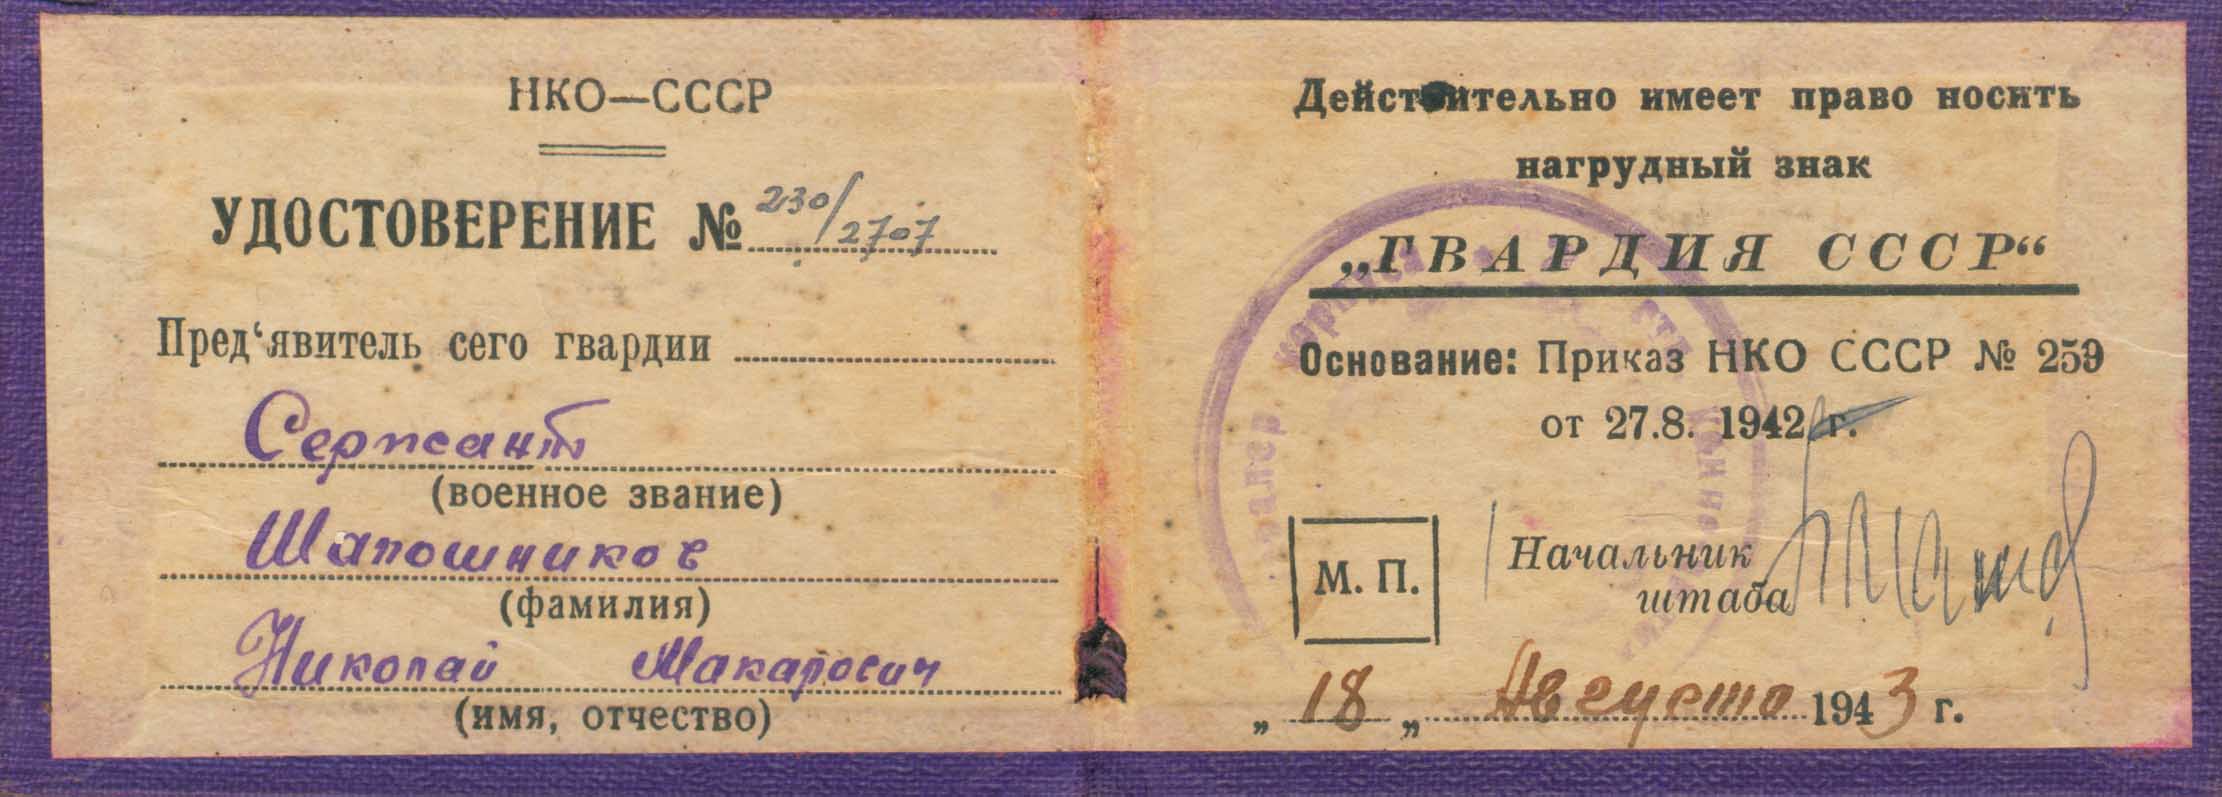 НКО—СССР
УДОСТОВЕРЕНИЕ № 230/2707
Пред‘явитель сего гвардии
Сержант
(военное звание)
Шапошников
(фамилия)
Николай Макарович
(имя, отчество)
Действительно имеет право носить
нагрудный знак
„ГВАРДИЯ СССР“
Основание: Приказ НКО СССР № 259
от 27.8. 1942 г.
М. П.
Начальник
штаба
„ 18 „ Августа 1943 г.
корпуса